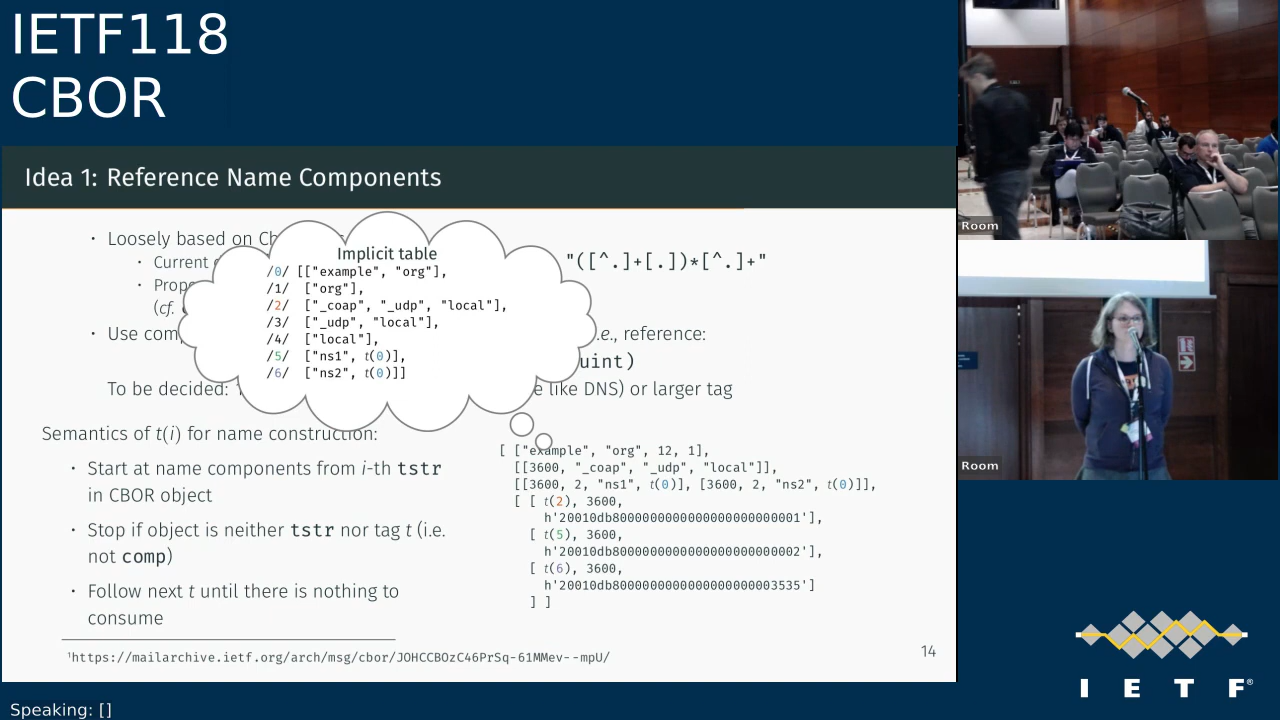 IETF118
CBOR
Idea 1: Reference Name Components
· Loosely based on Ch
· Current
· Prop
(cf.
"([^.]+[.])*[^.]+"
· Use com
.e., reference:
uint)
To be decided:
e like DNS) or larger tag
Implicit table
/0/ [["example", "org"],
/1/ ["org"],
/2/ ["_coap", "_udp", "local"],
/3/ ["_udp", "local"],
/4/ ["local"],
/5/ ["ns1", t(0)],
/6/ ["ns2", t(0)]]
Semantics of t(i) for name construction:
· Start at name components from i-th tstr
in CBOR object
· Stop if object is neither tstr nor tag t (i.e.
not comp)
· Follow next t until there is nothing to
consume
[ ["example", "org", 12, 1],
[[3600, "_coap", "_udp", "local"]],
[[3600, 2, "ns1", t(0)], [3600, 2, "ns2", t(0)]],
[ [ t(2), 3600,
h'20010db8000000000000000000000001'],
[ t(5), 3600,
h'20010db8000000000000000000000002'],
[ t(6), 3600,
h'20010db8000000000000000000003535']
] ]
¹https://mailarchive.ietf.org/arch/msg/cbor/JOHCCBOzC46PrSq-61MMev--mpU/
14
Room
Room
I E T F®
Speaking: []